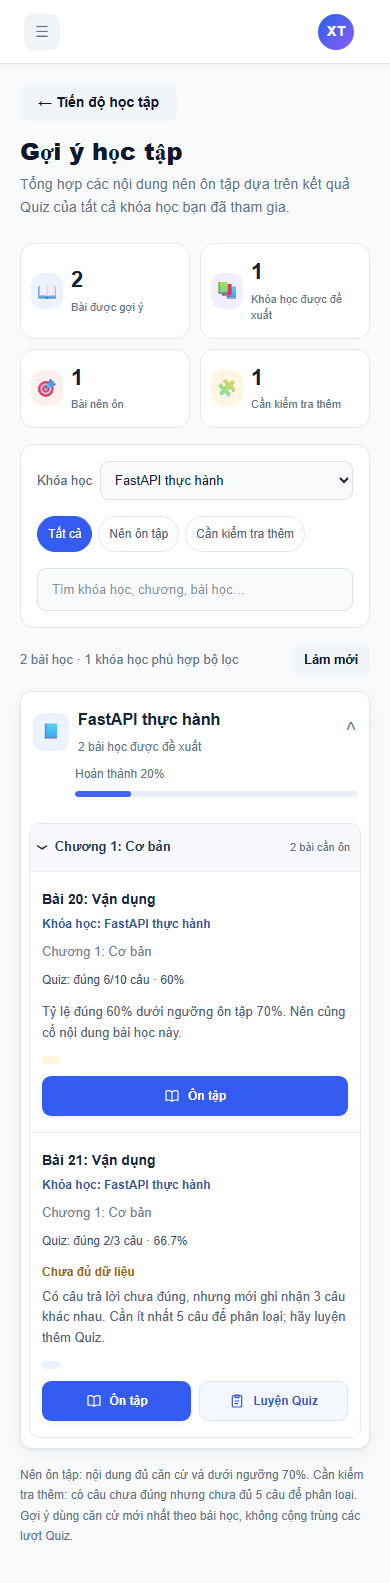 ☰
XT
← Tiến độ học tập
Gợi ý học tập
Tổng hợp các nội dung nên ôn tập dựa trên kết quả
Quiz của tất cả khóa học bạn đã tham gia.
2
Bài được gợi ý
1
Khóa học được đề
xuất
1
Bài nên ôn
1
Cần kiểm tra thêm
Khóa học
FastAPI thực hành
Tất cả
Nên ôn tập
Cần kiểm tra thêm
Tìm khóa học, chương, bài học...
2 bài học · 1 khóa học phù hợp bộ lọc
Làm mới
FastAPI thực hành
2 bài học được đề xuất
Hoàn thành 20%
Chương 1: Cơ bản
2 bài cần ôn
Bài 20: Vận dụng
Khóa học: FastAPI thực hành
Chương 1: Cơ bản
Quiz: đúng 6/10 câu · 60%
Tỷ lệ đúng 60% dưới ngưỡng ôn tập 70%. Nên củng
cố nội dung bài học này.
Ôn tập
Bài 21: Vận dụng
Khóa học: FastAPI thực hành
Chương 1: Cơ bản
Quiz: đúng 2/3 câu · 66.7%
Chưa đủ dữ liệu
Có câu trả lời chưa đúng, nhưng mới ghi nhận 3 câu
khác nhau. Cần ít nhất 5 câu để phân loại; hãy luyện
thêm Quiz.
Ôn tập
Luyện Quiz
Nên ôn tập: nội dung đủ căn cứ và dưới ngưỡng 70%. Cần kiểm
tra thêm: có câu chưa đúng nhưng chưa đủ 5 câu để phân loại.
Gợi ý dùng căn cứ mới nhất theo bài học, không cộng trùng các
lượt Quiz.